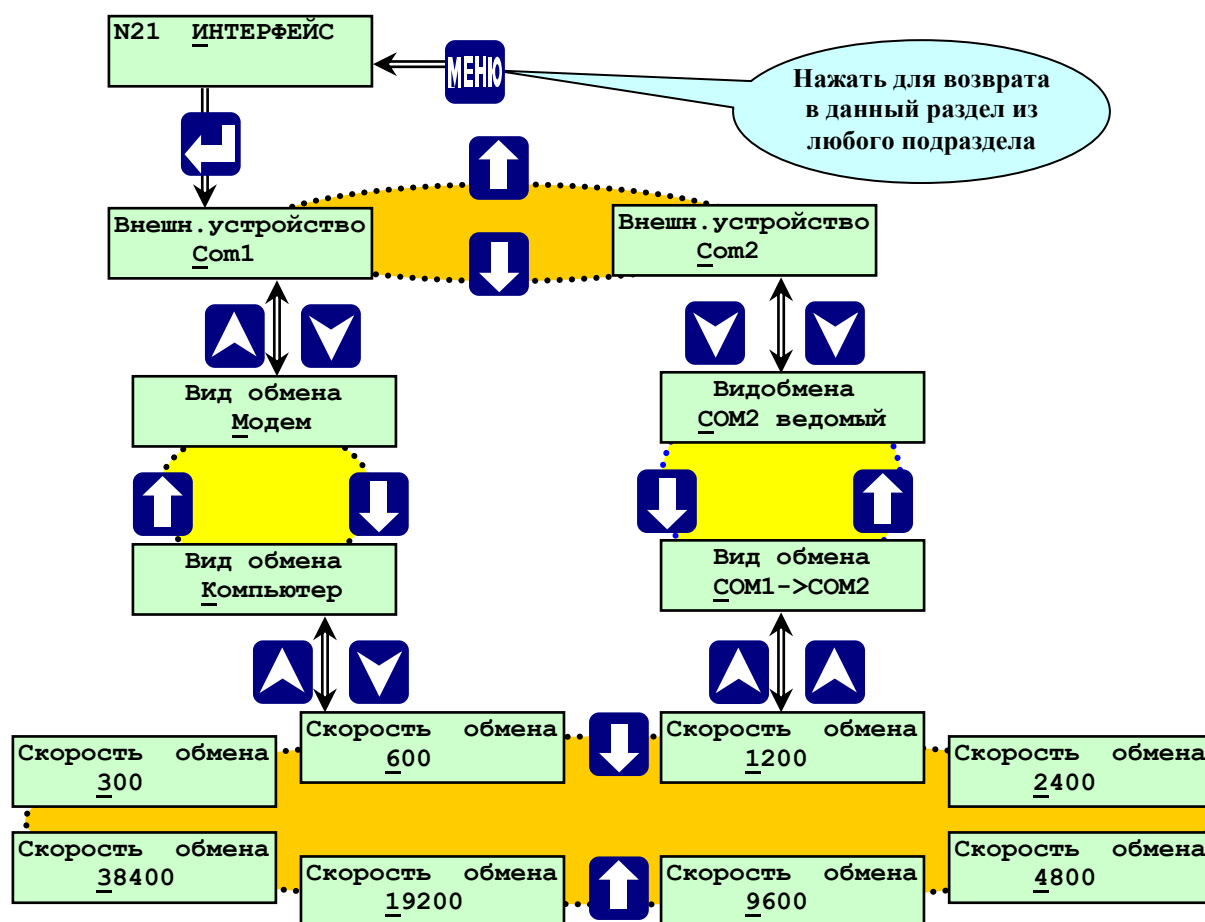 N21 ИНТЕРФЕЙС
МЕНЮ
Нажать для возврата
в данный раздел из
любого подраздела
Внешн.устройство
Com1
Внешн.устройство
Com2
Вид обмена
Модем
Видобмена
COM2 ведомый
Вид обмена
Компьютер
Вид обмена
COM1->COM2
Скорость обмена
600
Скорость обмена
1200
Скорость обмена
300
Скорость обмена
2400
Скорость обмена
38400
Скорость обмена
4800
Скорость обмена
19200
Скорость обмена
9600